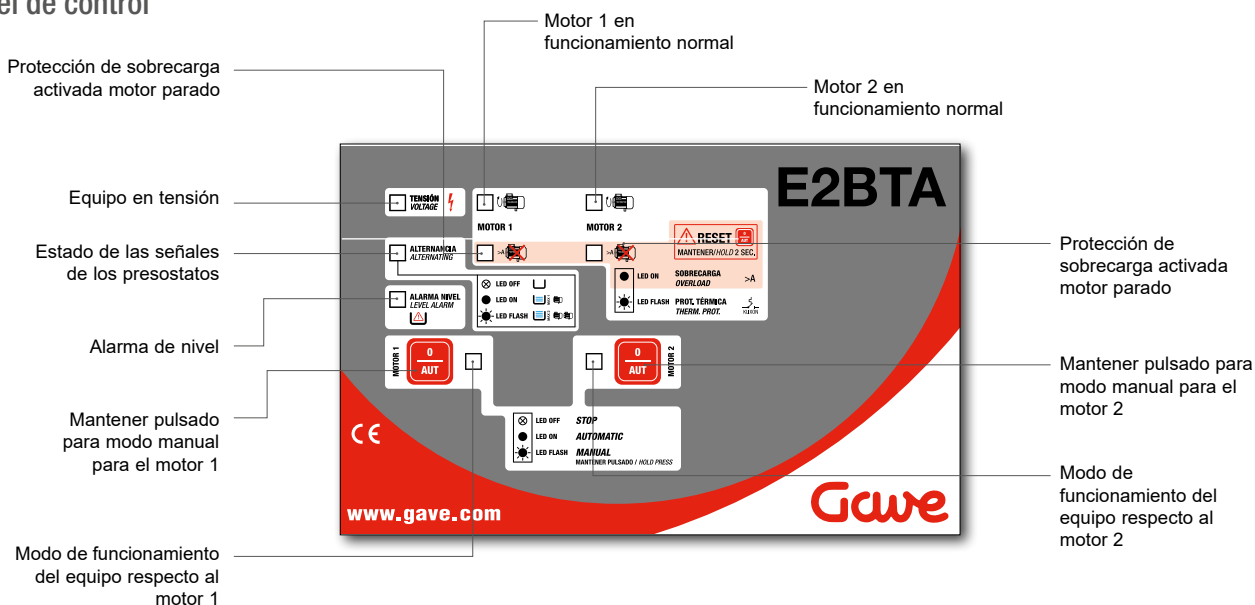 el de control
Motor 1 en
funcionamiento normal
Protección de sobrecarga
activada motor parado
Motor 2 en
funcionamiento normal
Equipo en tensión
Estado de las señales
de los presostatos
Alarma de nivel
Mantener pulsado
para modo manual
para el motor 1
Modo de funcionamiento
del equipo respecto al
motor 1
E2BTA
TENSIÓN
VOLTAGE
MOTOR 1
MOTOR 2
RESET
0
AUT
MANTENER/HOLD 2 SEC.
ALTERNANCIA
ALTERNATING
>A
>A
LED ON SOBRECARGA >A
OVERLOAD
LED FLASH PROT. TÉRMICA
THERM. PROT.
KLIXON
LED OFF
LED ON
LED FLASH
ALARMA NIVEL
LEVEL ALARM
MOTOR 1
0
AUT
0
AUT
MOTOR 2
LED OFF STOP
LED ON AUTOMATIC
LED FLASH MANUAL
MANTENER PULSADO / HOLD PRESS
CE
www.gave.com
Gave
Protección de
sobrecarga activada
motor parado
Mantener pulsado para
modo manual para el
motor 2
Modo de
funcionamiento del
equipo respecto al
motor 2